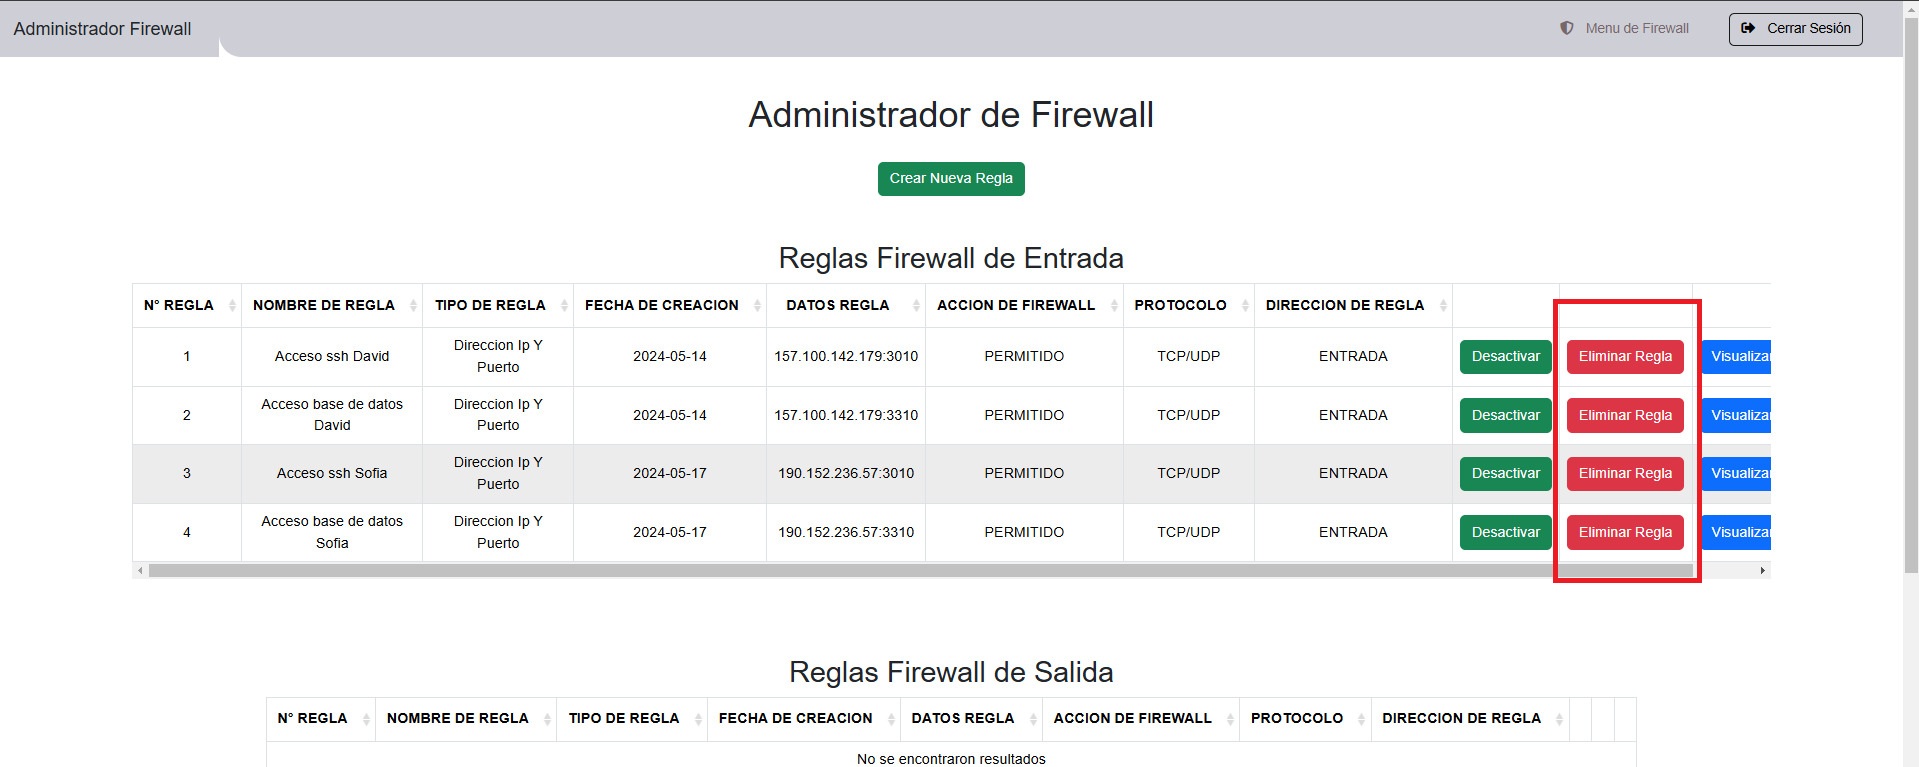 Administrador Firewall
Menu de Firewall
Cerrar Sesión
Administrador de Firewall
Crear Nueva Regla
Reglas Firewall de Entrada
N° REGLA NOMBRE DE REGLA TIPO DE REGLA FECHA DE CREACION DATOS REGLA ACCION DE FIREWALL PROTOCOLO DIRECCION DE REGLA
1 Acceso ssh David Direccion Ip Y Puerto 2024-05-14 157.100.142.179:3010 PERMITIDO TCP/UDP ENTRADA Desactivar Eliminar Regla Visualizar
2 Acceso base de datos David Direccion Ip Y Puerto 2024-05-14 157.100.142.179:3310 PERMITIDO TCP/UDP ENTRADA Desactivar Eliminar Regla Visualizar
3 Acceso ssh Sofia Direccion Ip Y Puerto 2024-05-17 190.152.236.57:3010 PERMITIDO TCP/UDP ENTRADA Desactivar Eliminar Regla Visualizar
4 Acceso base de datos Sofia Direccion Ip Y Puerto 2024-05-17 190.152.236.57:3310 PERMITIDO TCP/UDP ENTRADA Desactivar Eliminar Regla Visualizar
Reglas Firewall de Salida
N° REGLA NOMBRE DE REGLA TIPO DE REGLA FECHA DE CREACION DATOS REGLA ACCION DE FIREWALL PROTOCOLO DIRECCION DE REGLA
No se encontraron resultados